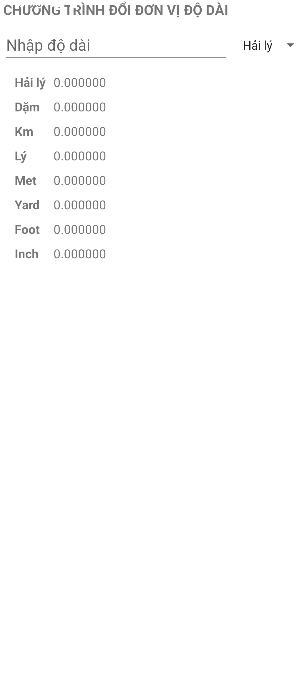 CHƯƠNG TRÌNH ĐỔI ĐƠN VỊ ĐỘ DÀI
Nhập độ dài Hải lý
Hải lý 0.000000
Dặm 0.000000
Km 0.000000
Lý 0.000000
Met 0.000000
Yard 0.000000
Foot 0.000000
Inch 0.000000